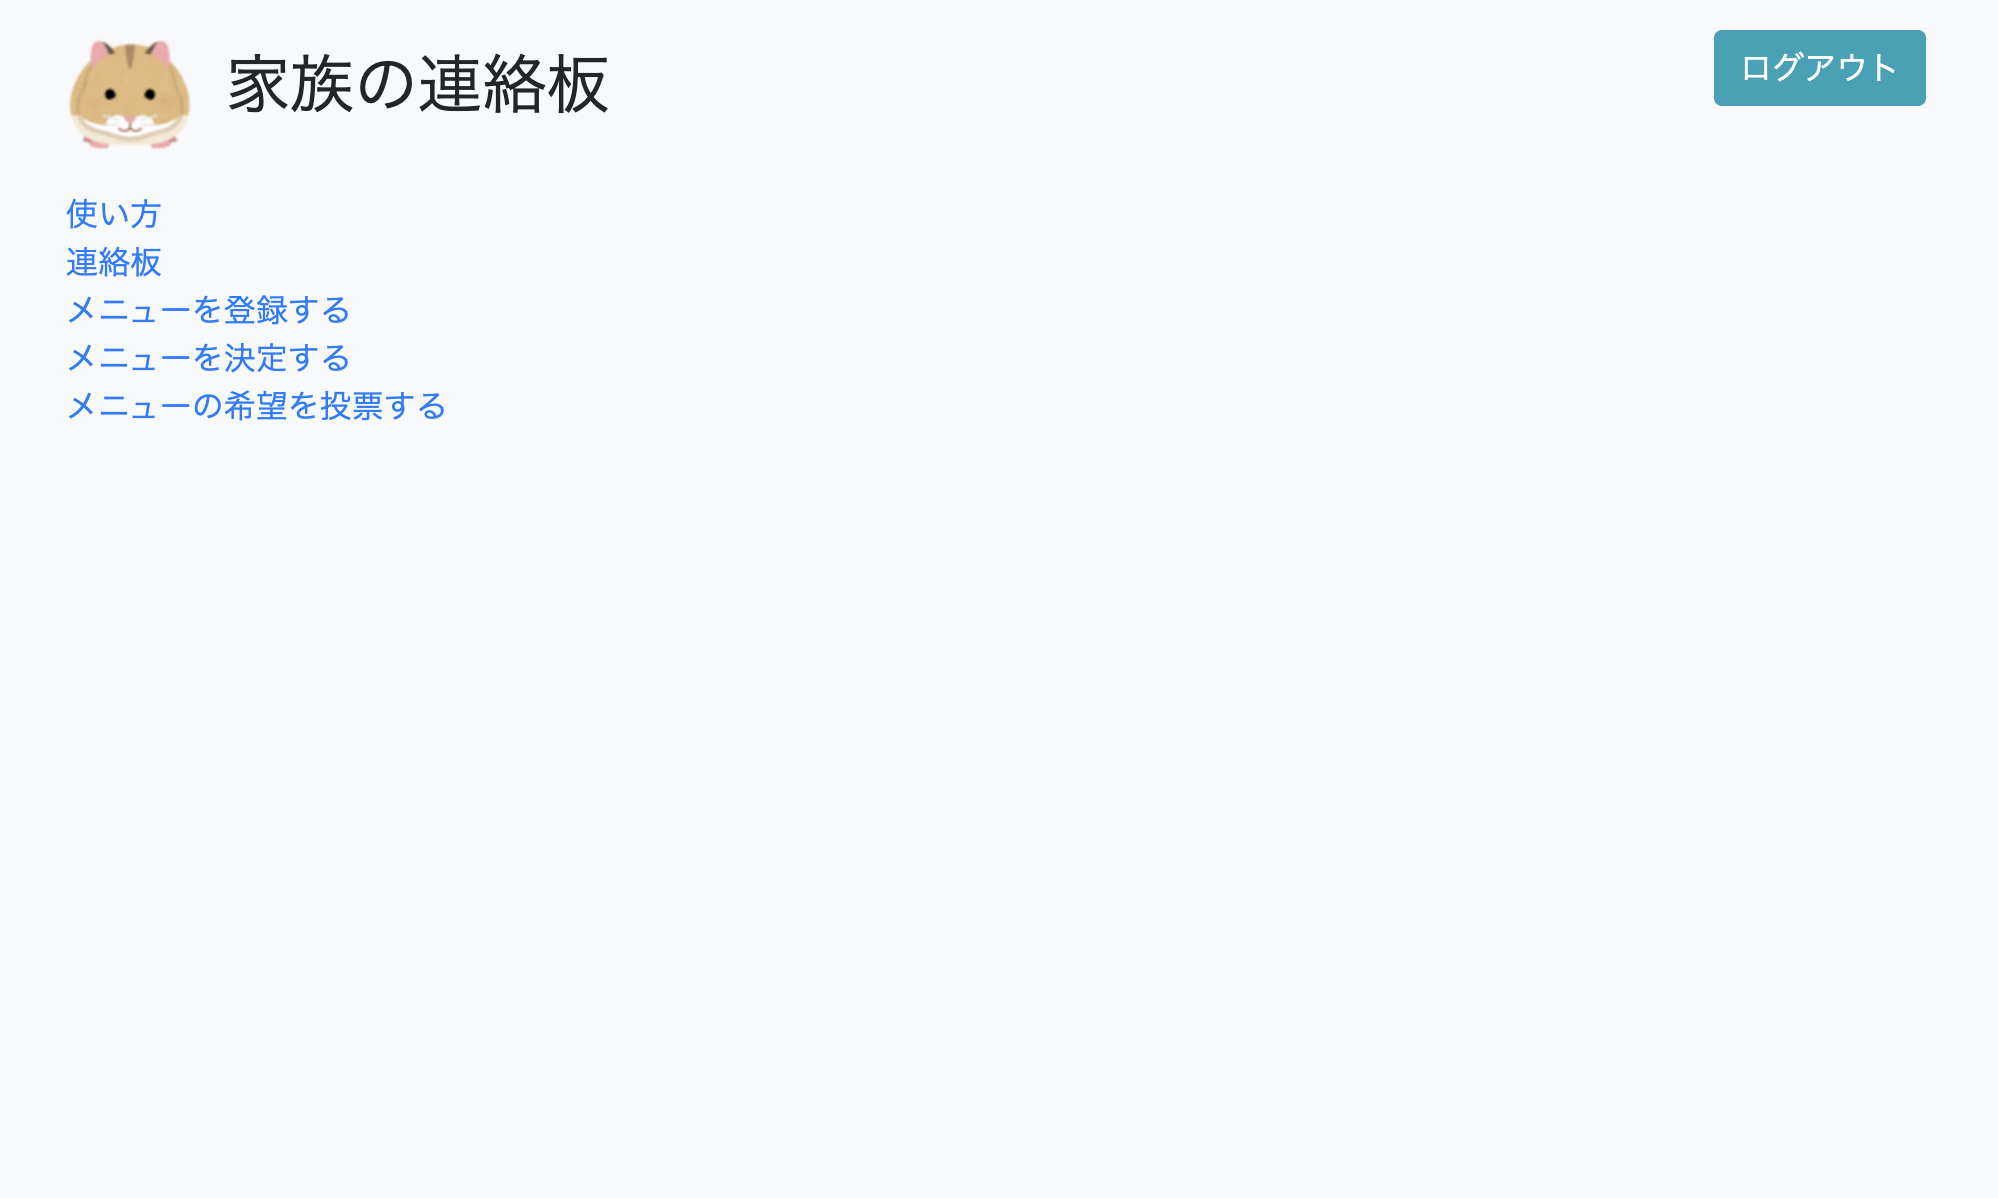 家族の連絡板
ログアウト
使い方
連絡板
メニューを登録する
メニューを決定する
メニューの希望を投票する